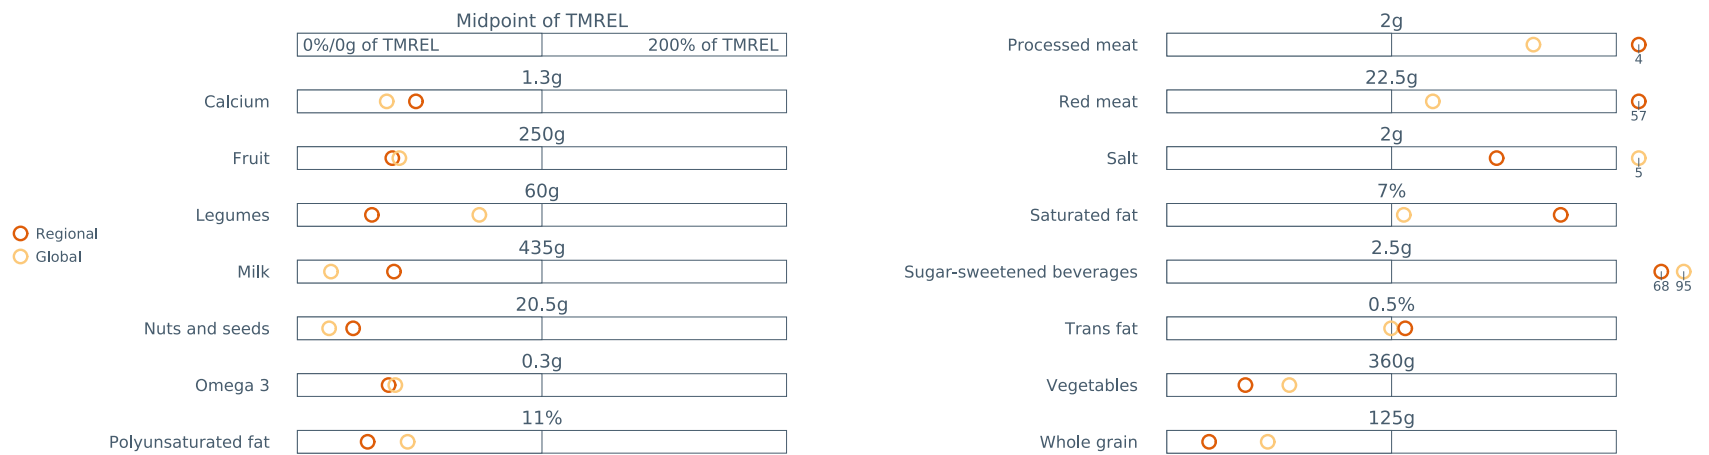 Midpoint of TMREL
0%/0g of TMREL
200% of TMREL
1.3g
Calcium
250g
Fruit
60g
Legumes
435g
Milk
20.5g
Nuts and seeds
0.3g
Omega 3
11%
Polyunsaturated fat
Regional
Global
2g
Processed meat
4
22.5g
Red meat
57
2g
Salt
5
7%
Saturated fat
2.5g
Sugar-sweetened beverages
68 95
0.5%
Trans fat
360g
Vegetables
125g
Whole grain